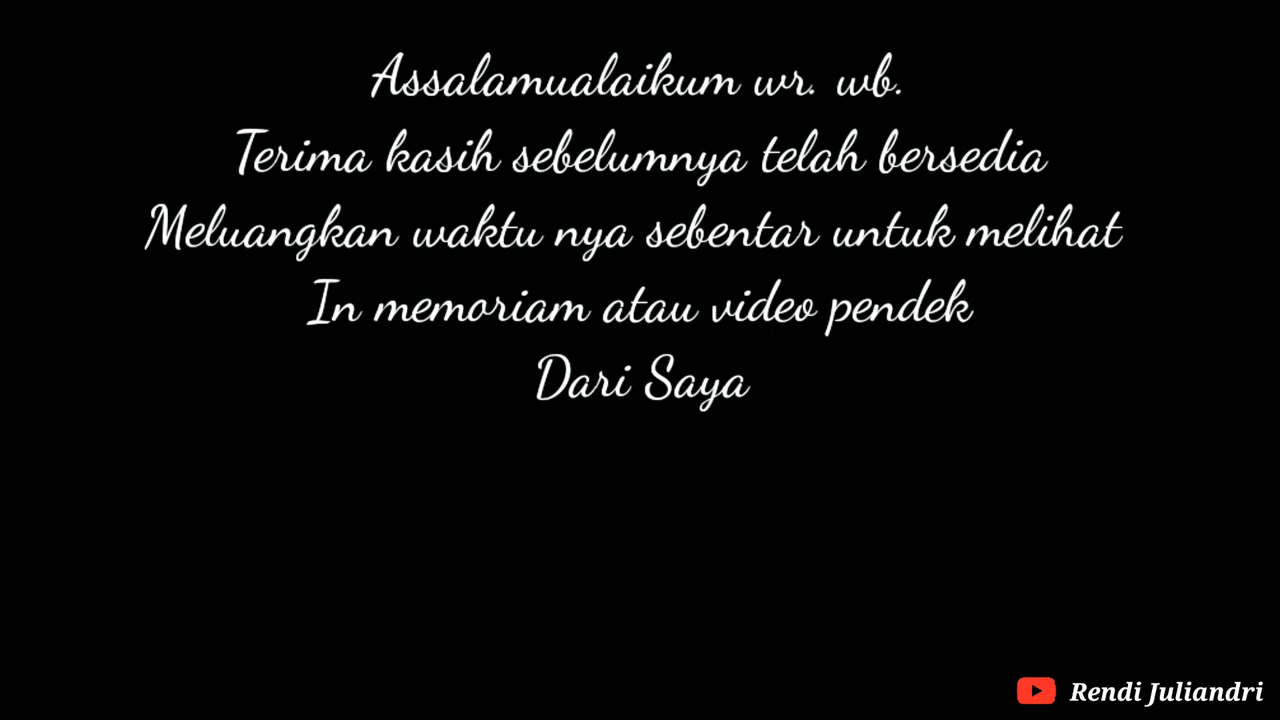 Assalamualaikum wr. wb.
Terima kasih sebelumnya telah bersedia
Meluangkan waktu nya sebentar untuk melihat
In memoriam atau video pendek
Dari Saya
Rendi Juliandri